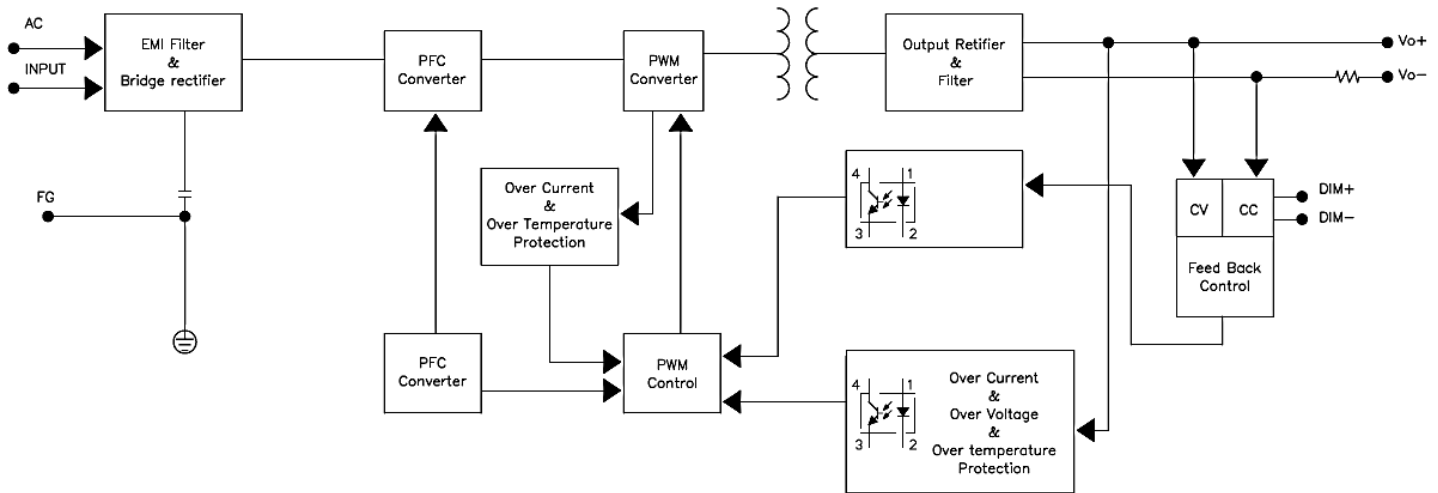 AC
INPUT
EMI Filter
&
Bridge rectifier
PFC
Converter
PWM
Converter
Output Retifier
&
Filter
Vo+
Vo-
FG
Over Current
&
Over Temperature
Protection
4 1
3 2
CV CC
DIM+
DIM-
Feed Back
Control
PFC
Converter
PWM
Control
4 1
3 2
Over Current
&
Over Voltage
&
Over temperature
Protection